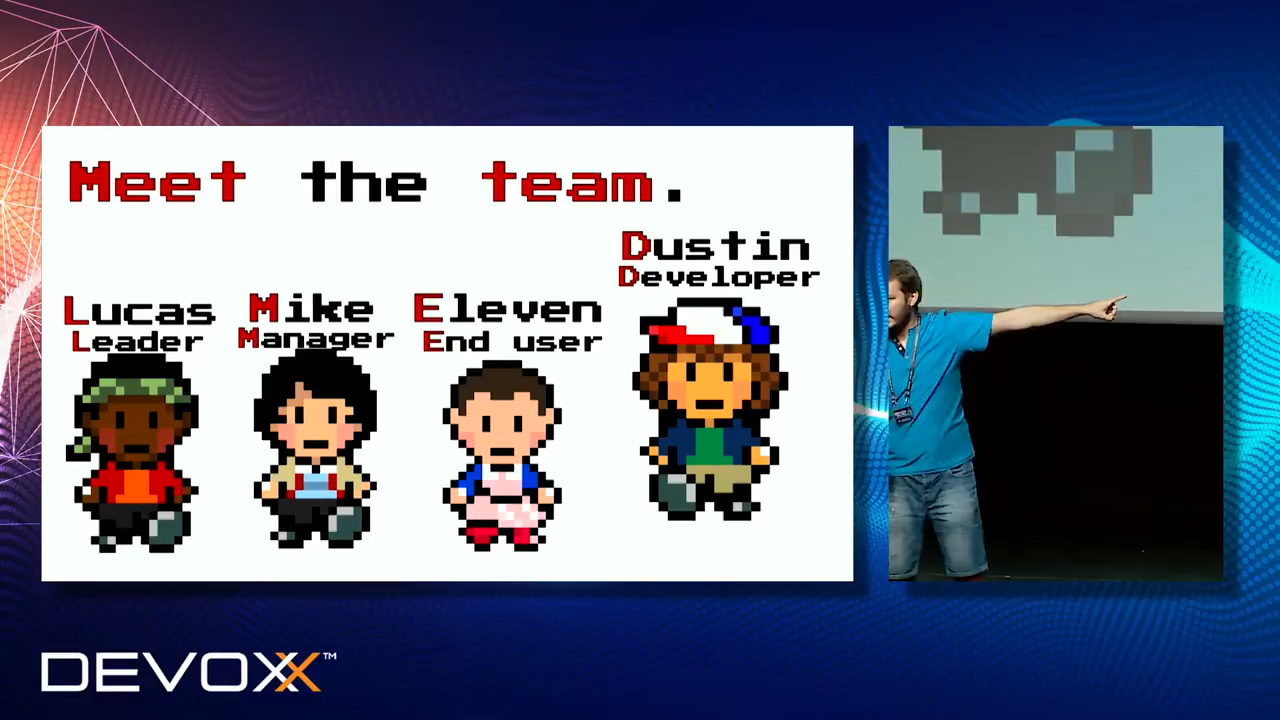 Meet the team.
Dustin
Developer
Lucas
Leader
Mike
Manager
Eleven
End user
DEVOXX™